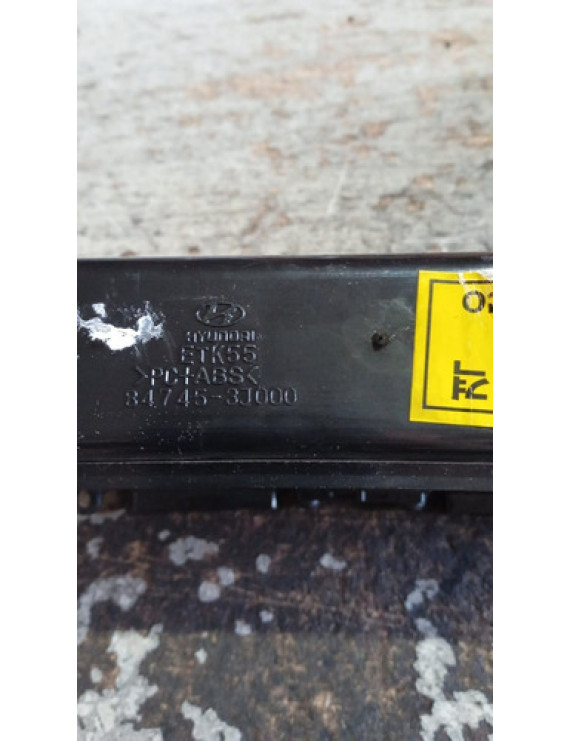 HYUNDAI
ETK55
>PC+ABS<
84745-3J000